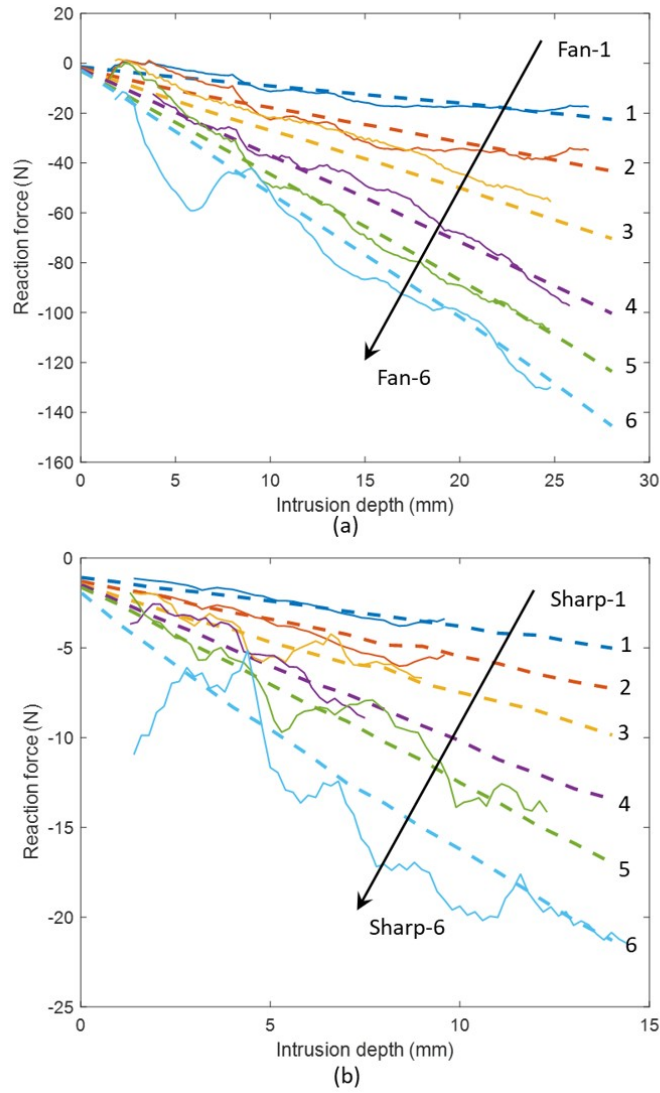 20
0
-20
-40
-60
-80
-100
-120
-140
-160
Reaction force (N)
Fan-1
1
2
3
4
5
6
Fan-6
0 5 10 15 20 25 30
Intrusion depth (mm)
(a)
0
-5
-10
-15
-20
-25
Reaction force (N)
Sharp-1
1
2
3
4
5
6
Sharp-6
0 5 10 15
Intrusion depth (mm)
(b)